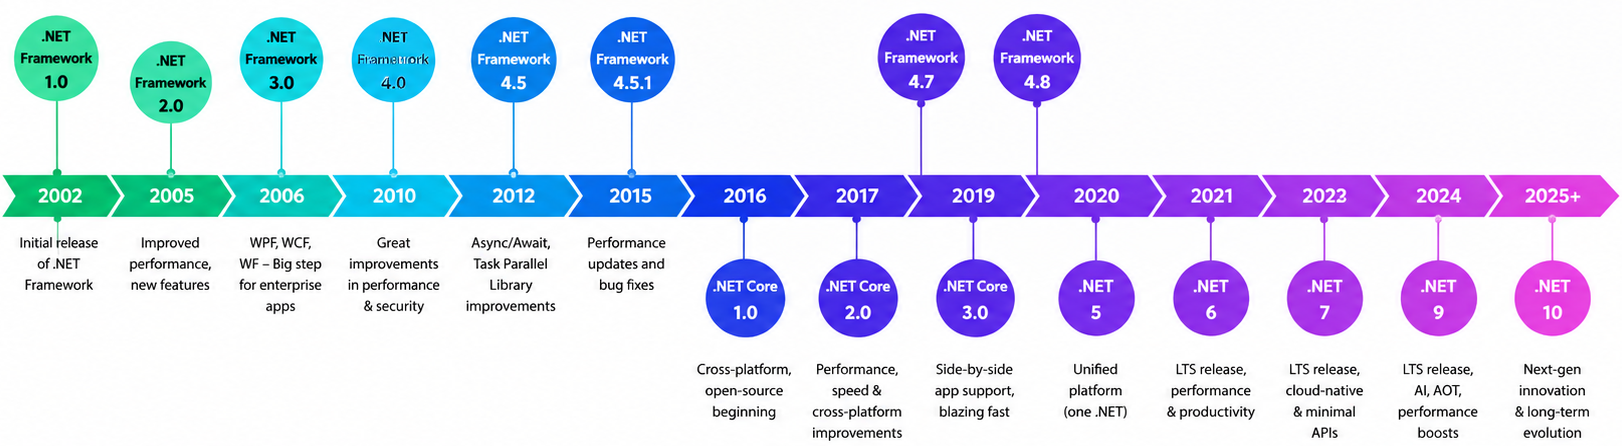 .NET
Framework
1.0
.NET
Framework
2.0
.NET
Framework
3.0
.NET
Framework
4.0
.NET
Framework
4.5
.NET
Framework
4.5.1
.NET
Framework
4.7
.NET
Framework
4.8
2002
2005
2006
2010
2012
2015
2016
2017
2019
2020
2021
2023
2024
2025+
Initial release
of .NET
Framework
Improved
performance,
new features
WPF, WCF,
WF – Big step
for enterprise
apps
Great
improvements
in performance
& security
Async/Await,
Task Parallel
Library
improvements
Performance
updates and
bug fixes
.NET Core
1.0
.NET Core
2.0
.NET Core
3.0
.NET
5
.NET
6
.NET
7
.NET
9
.NET
10
Cross-platform,
open-source
beginning
Performance,
speed &
cross-platform
improvements
Side-by-side
app support,
blazing fast
Unified
platform
(one .NET)
LTS release,
performance
& productivity
LTS release,
cloud-native
& minimal
APIs
LTS release,
AI, AOT,
performance
boosts
Next-gen
innovation
& long-term
evolution